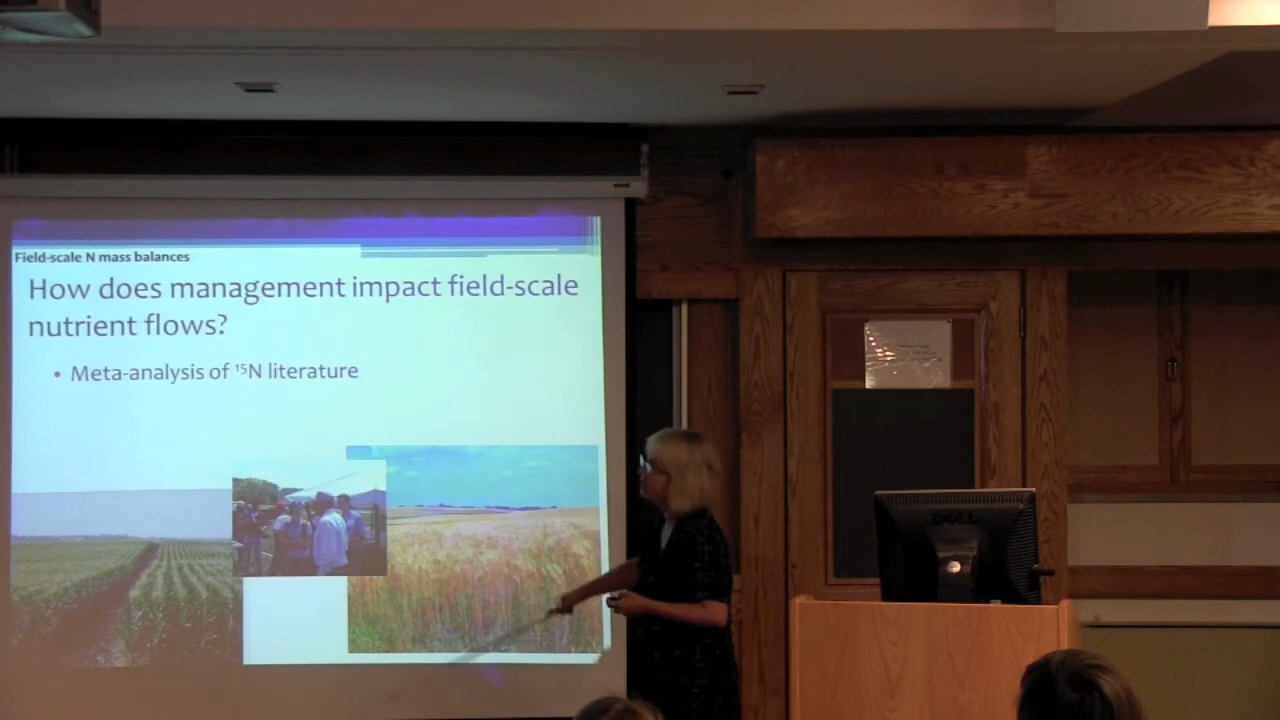 Field-scale N mass balances
How does management impact field-scale
nutrient flows?
• Meta-analysis of ¹⁵N literature
DELL